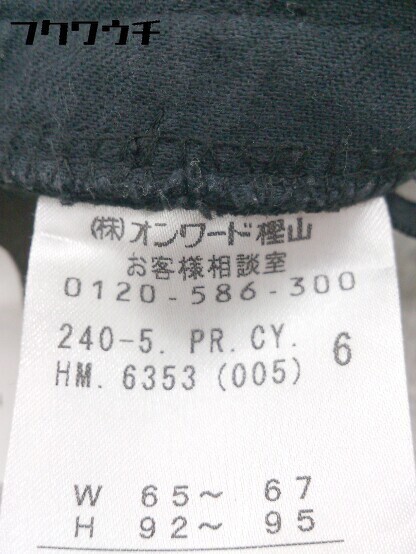 フクワウチ
(株)オンワード樫山
お客様相談室
0120-586-300
240-5. PR. CY. 6
HM. 6353 (005)
W 65～ 67
H 92～ 95